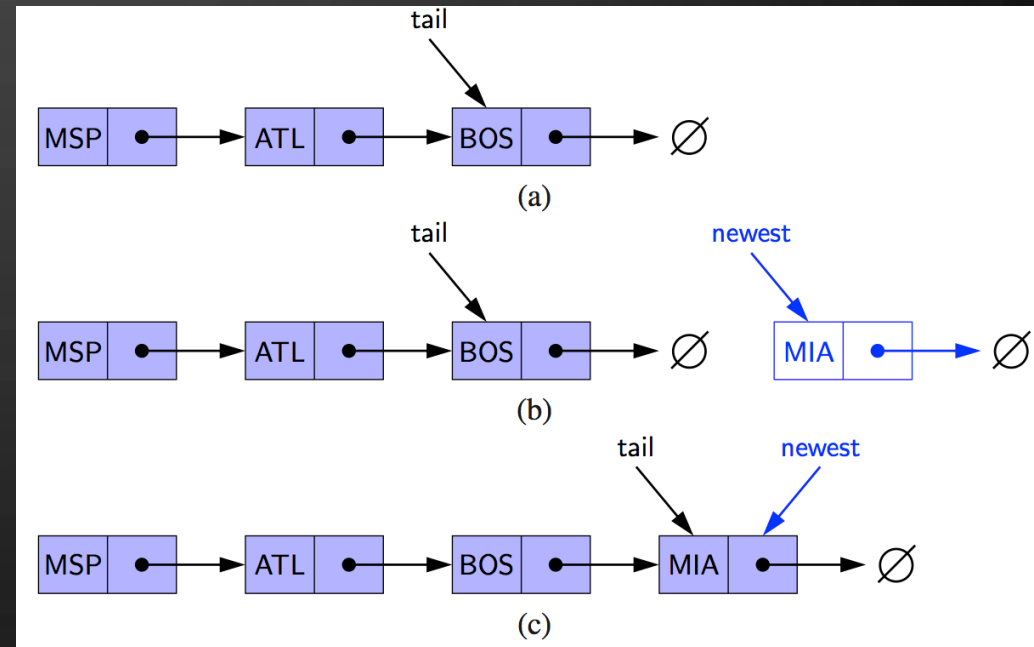 tail
MSP ATL BOS ∅
(a)
tail newest
MSP ATL BOS ∅ MIA ∅
(b)
tail newest
MSP ATL BOS MIA ∅
(c)